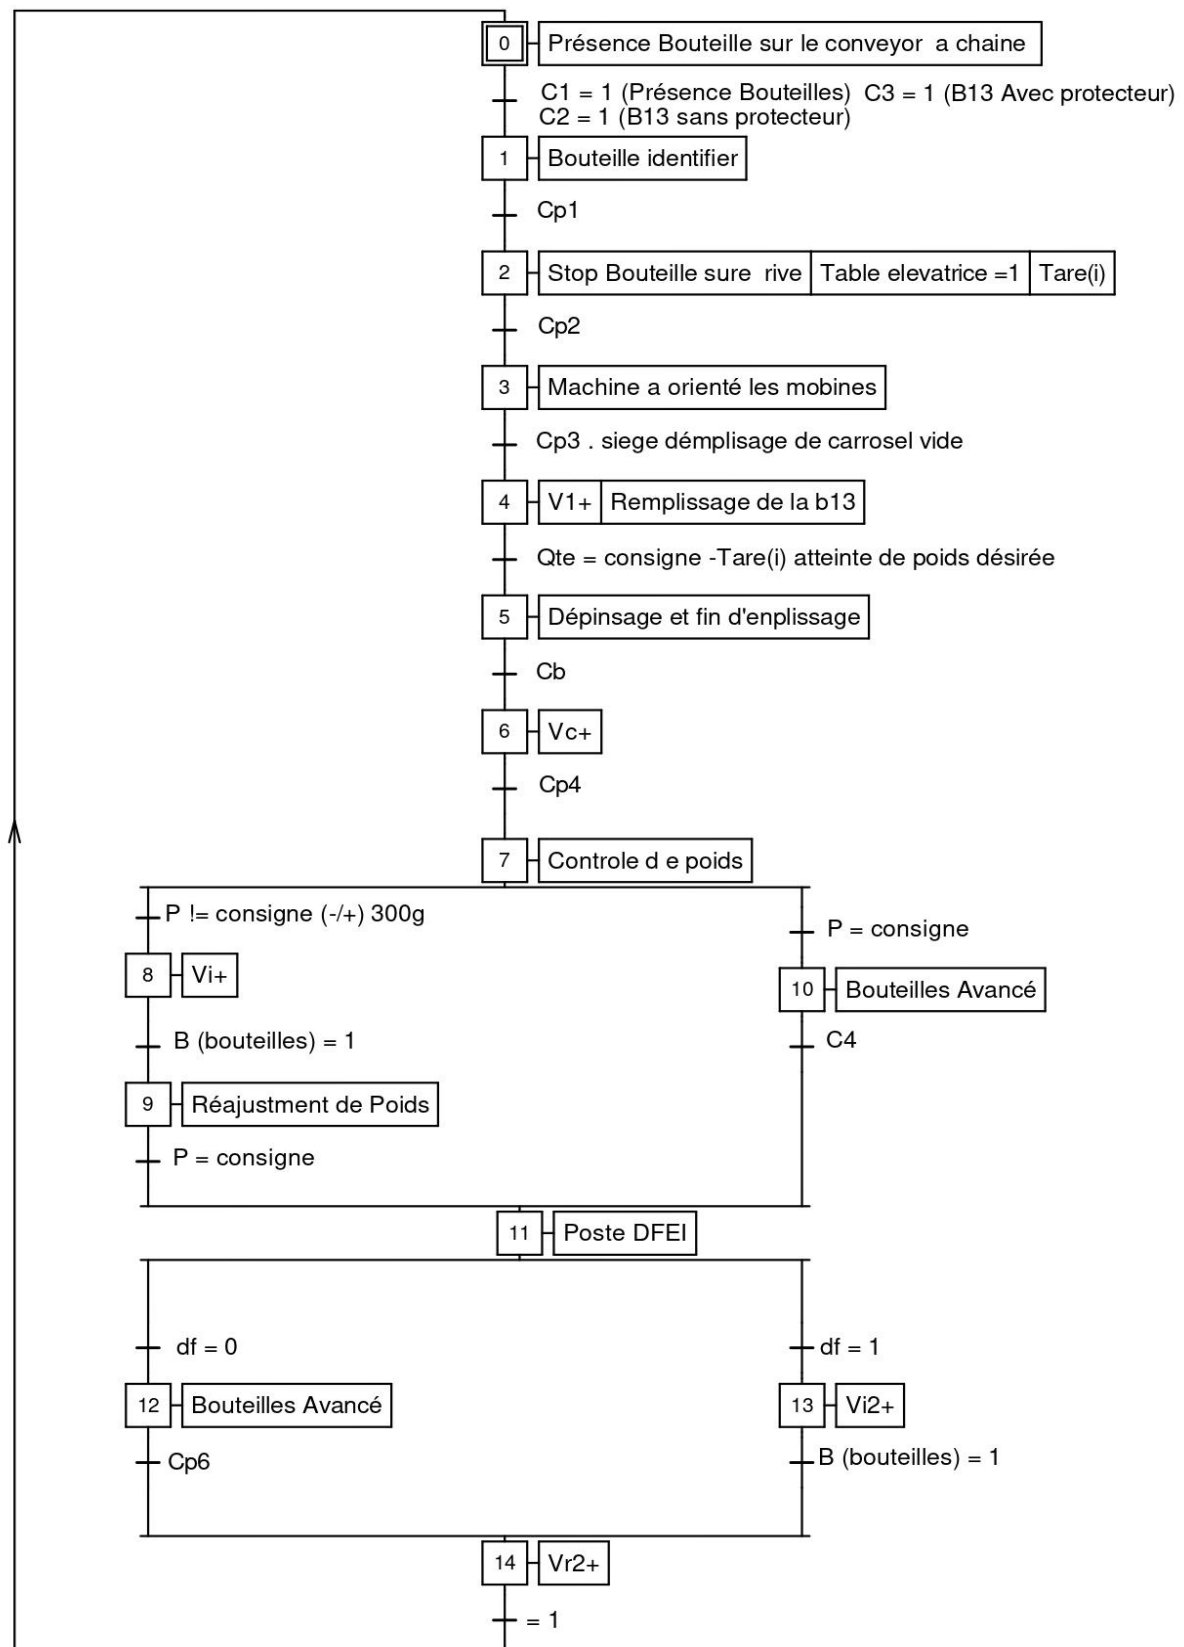 0 Présence Bouteille sur le conveyor a chaine
C1 = 1 (Présence Bouteilles) C3 = 1 (B13 Avec protecteur)
C2 = 1 (B13 sans protecteur)
1 Bouteille identifier
Cp1
2 Stop Bouteille sure rive Table elevatrice =1 Tare(i)
Cp2
3 Machine a orienté les mobines
Cp3 . siege démplisage de carrosel vide
4 V1+ Remplissage de la b13
Qte = consigne -Tare(i) atteinte de poids désirée
5 Dépinsage et fin d'enplissage
Cb
6 Vc+
Cp4
7 Controle d e poids
P != consigne (-/+) 300g
P = consigne
8 Vi+
10 Bouteilles Avancé
B (bouteilles) = 1
C4
9 Réajustment de Poids
P = consigne
11 Poste DFEI
df = 0
df = 1
12 Bouteilles Avancé
13 Vi2+
Cp6
B (bouteilles) = 1
14 Vr2+
= 1